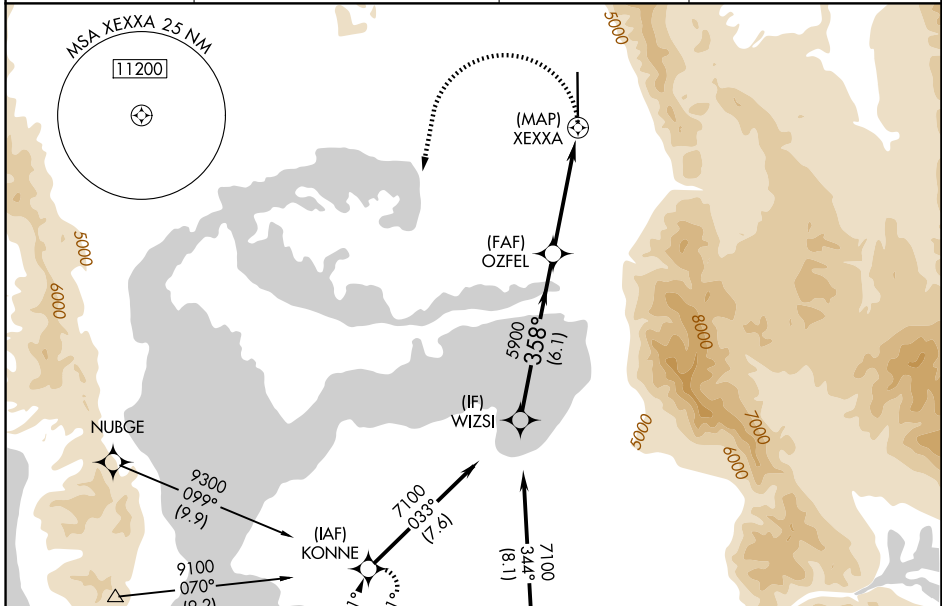 MSA XEXXA 25 NM
11200
5000
(MAP)
XEXXA
5000
6000
(FAF)
OZFEL
5900
358°
(6.1)
8000
(IF)
WIZSI
5000
7000
6000
NUBGE
9300
099°
(9.9)
7100
033°
(7.6)
(IAF)
KONNE
7100
344°
(8.1)
9100
070°
(9.2)